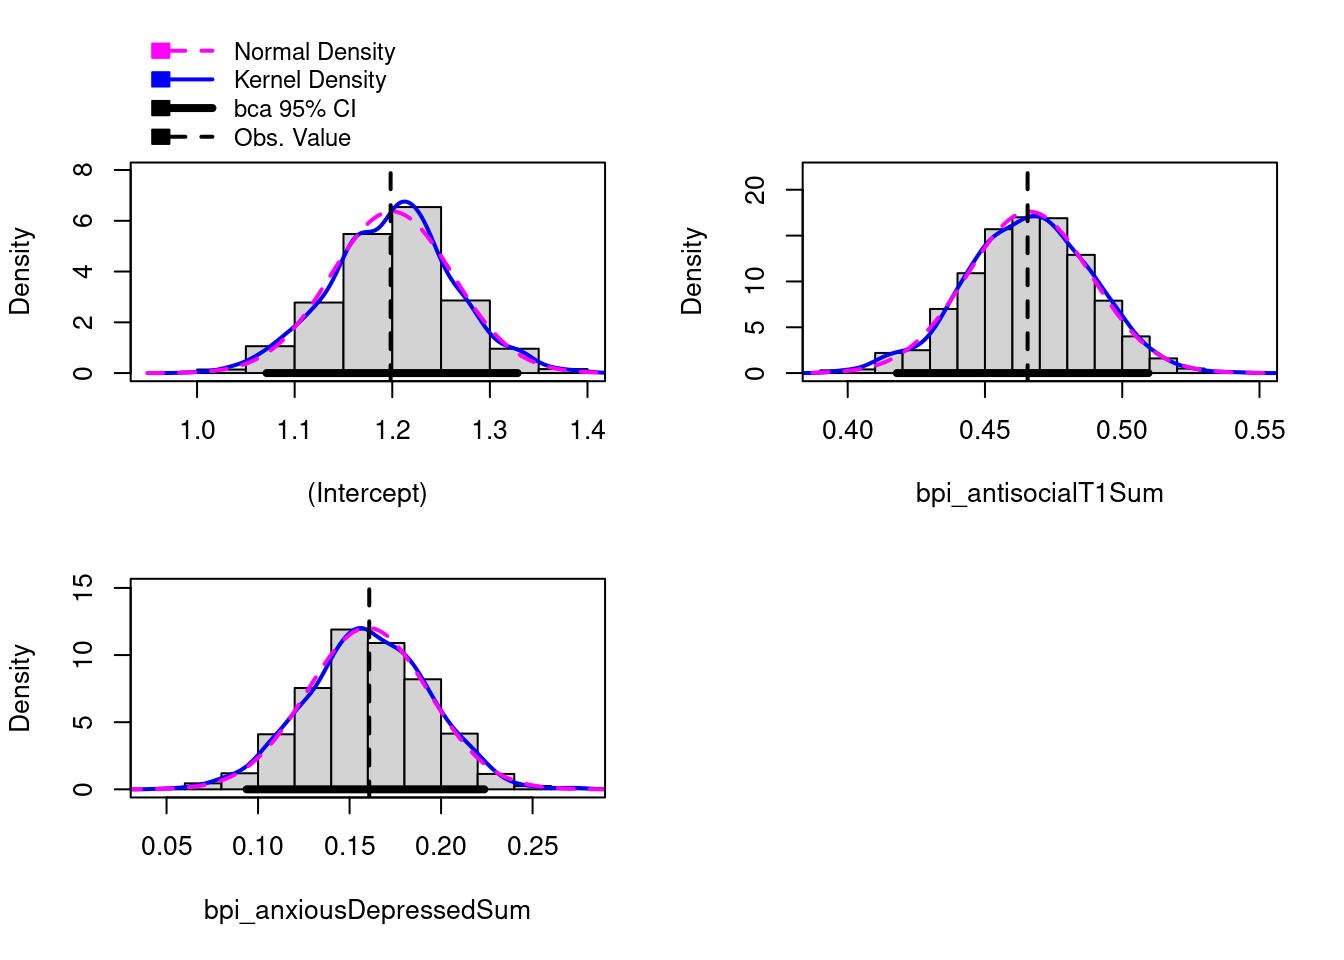 Normal Density
Kernel Density
bca 95% CI
Obs. Value
Density
0 2 4 6 8
1.0 1.1 1.2 1.3 1.4
(Intercept)
Density
0 5 10 20
0.40 0.45 0.50 0.55
bpi_antisocialT1Sum
Density
0 5 10 15
0.05 0.10 0.15 0.20 0.25
bpi_anxiousDepressedSum